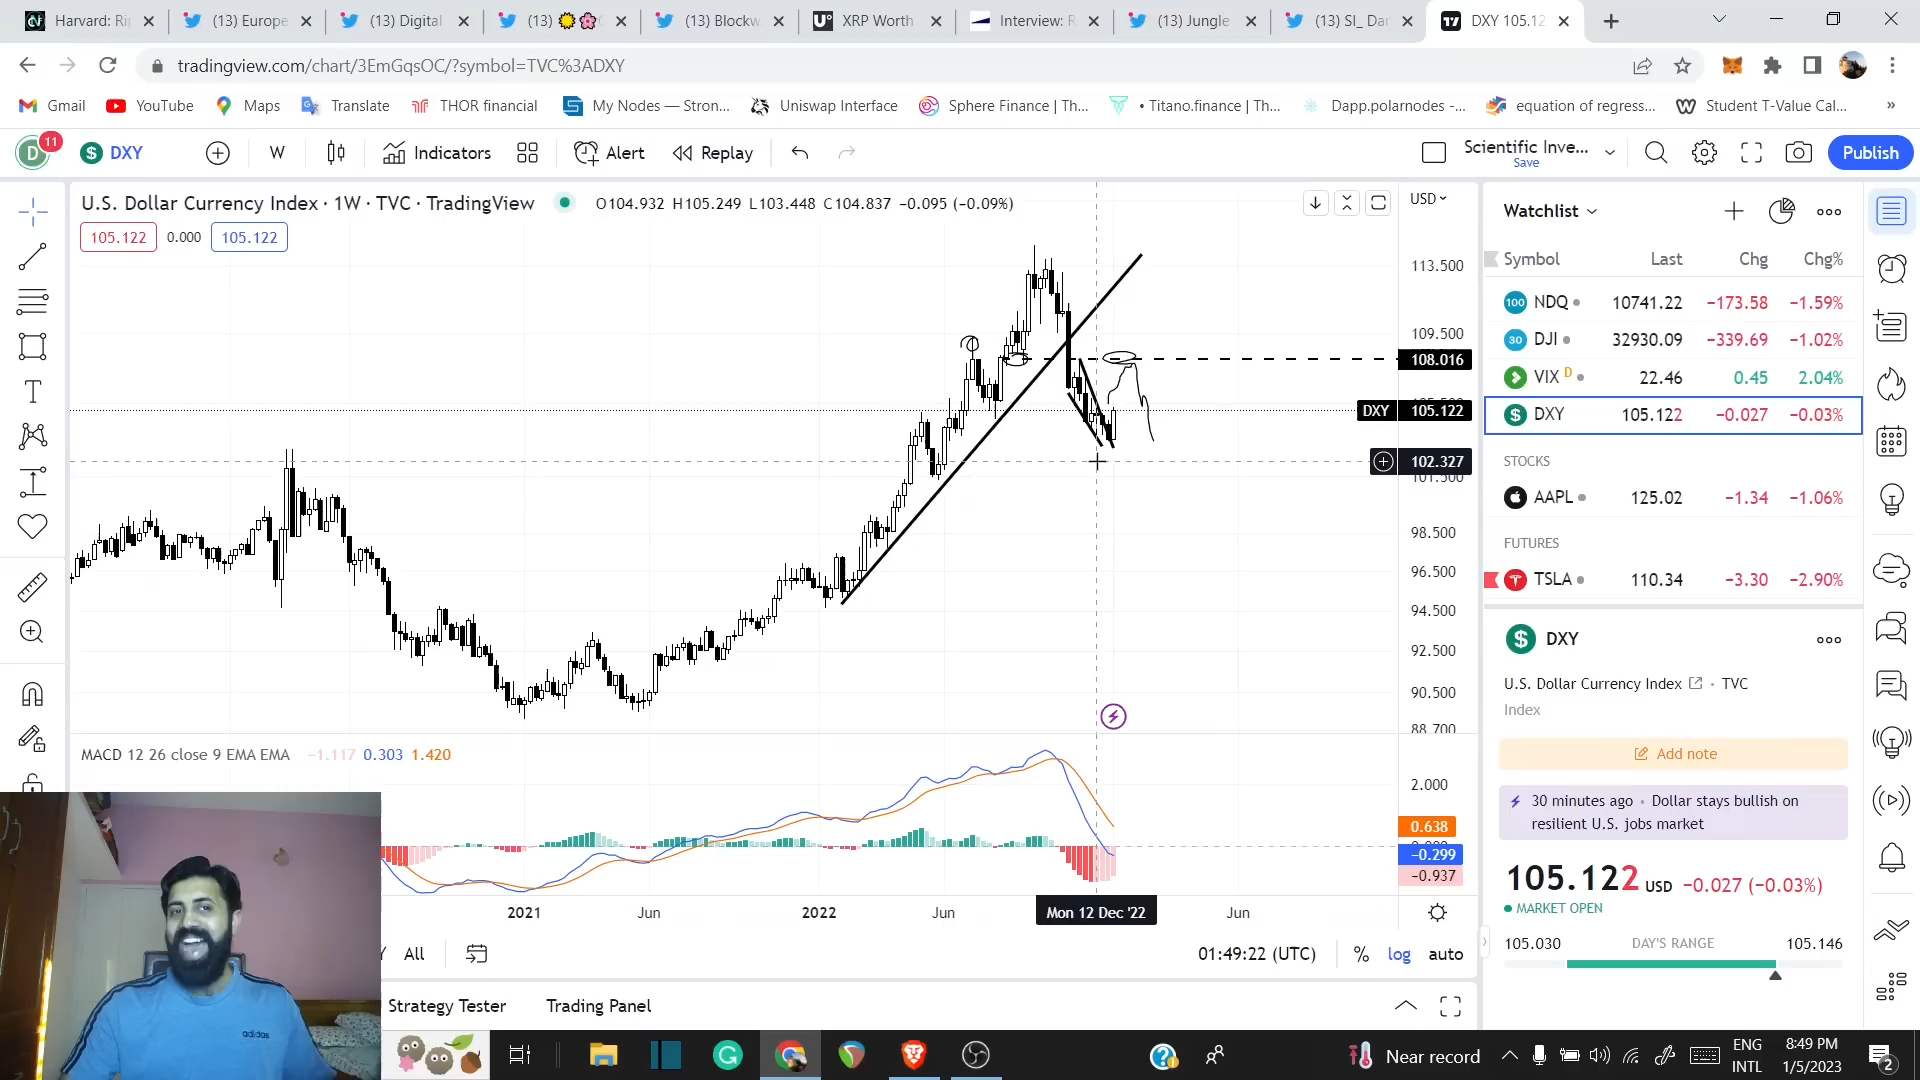 Harvard: Ri
(13) Europe
(13) Digital
(13)
(13) Blockw
XRP Worth
Interview: R
(13) Jungle
(13) SI_ Dar
DXY 105.12
tradingview.com/chart/3EmGqsOC/?symbol=TVC%3ADXY
Gmail
YouTube
Maps
Translate
THOR financial
My Nodes — Stron...
Uniswap Interface
Sphere Finance | Th...
• Titano.finance | Th...
Dapp.polarnodes -...
equation of regress...
Student T-Value Cal...
D
11
DXY
W
Indicators
Alert
Replay
Scientific Inve...
Save
Publish
U.S. Dollar Currency Index · 1W · TVC · TradingView
O104.932 H105.249 L103.448 C104.837 −0.095 (−0.09%)
105.122
0.000
105.122
USD
113.500
109.500
108.016
DXY 105.122
102.327
101.500
98.500
96.500
94.500
92.500
90.500
88.700
MACD 12 26 close 9 EMA EMA −1.117 0.303 1.420
2.000
0.638
−0.299
−0.937
2021
Jun
2022
Jun
Mon 12 Dec '22
Jun
All
01:49:22 (UTC)
%
log
auto
Strategy Tester
Trading Panel
Watchlist
Symbol Last Chg Chg%
100 NDQ 10741.22 −173.58 −1.59%
30 DJI 32930.09 −339.69 −1.02%
VIX D 22.46 0.45 2.04%
DXY 105.122 −0.027 −0.03%
STOCKS
AAPL 125.02 −1.34 −1.06%
FUTURES
TSLA 110.34 −3.30 −2.90%
DXY
U.S. Dollar Currency Index · TVC
Index
Add note
30 minutes ago · Dollar stays bullish on
resilient U.S. jobs market
105.122 USD −0.027 (−0.03%)
MARKET OPEN
105.030 DAY'S RANGE 105.146
adidas
Near record
ENG
INTL
8:49 PM
1/5/2023
2